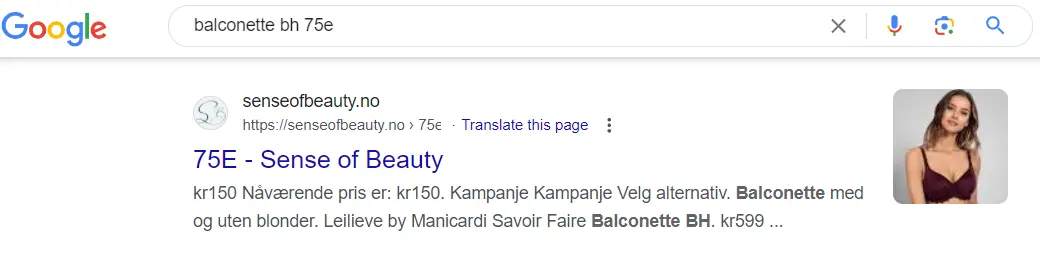 Google
balconette bh 75e
senseofbeauty.no
https://senseofbeauty.no › 75e · Translate this page
75E - Sense of Beauty
kr150 Nåværende pris er: kr150. Kampanje Kampanje Velg alternativ. Balconette med
og uten blonder. Leilieve by Manicardi Savoir Faire Balconette BH. kr599 ...